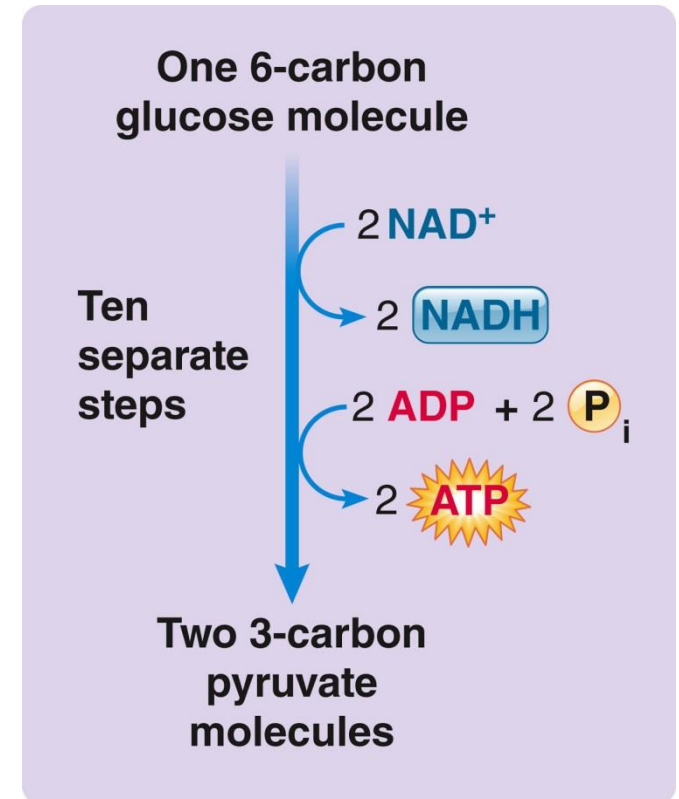 One 6-carbon
glucose molecule
2 NAD⁺
Ten
separate
steps
2 NADH
2 ADP + 2 Pᵢ
2 ATP
Two 3-carbon
pyruvate
molecules